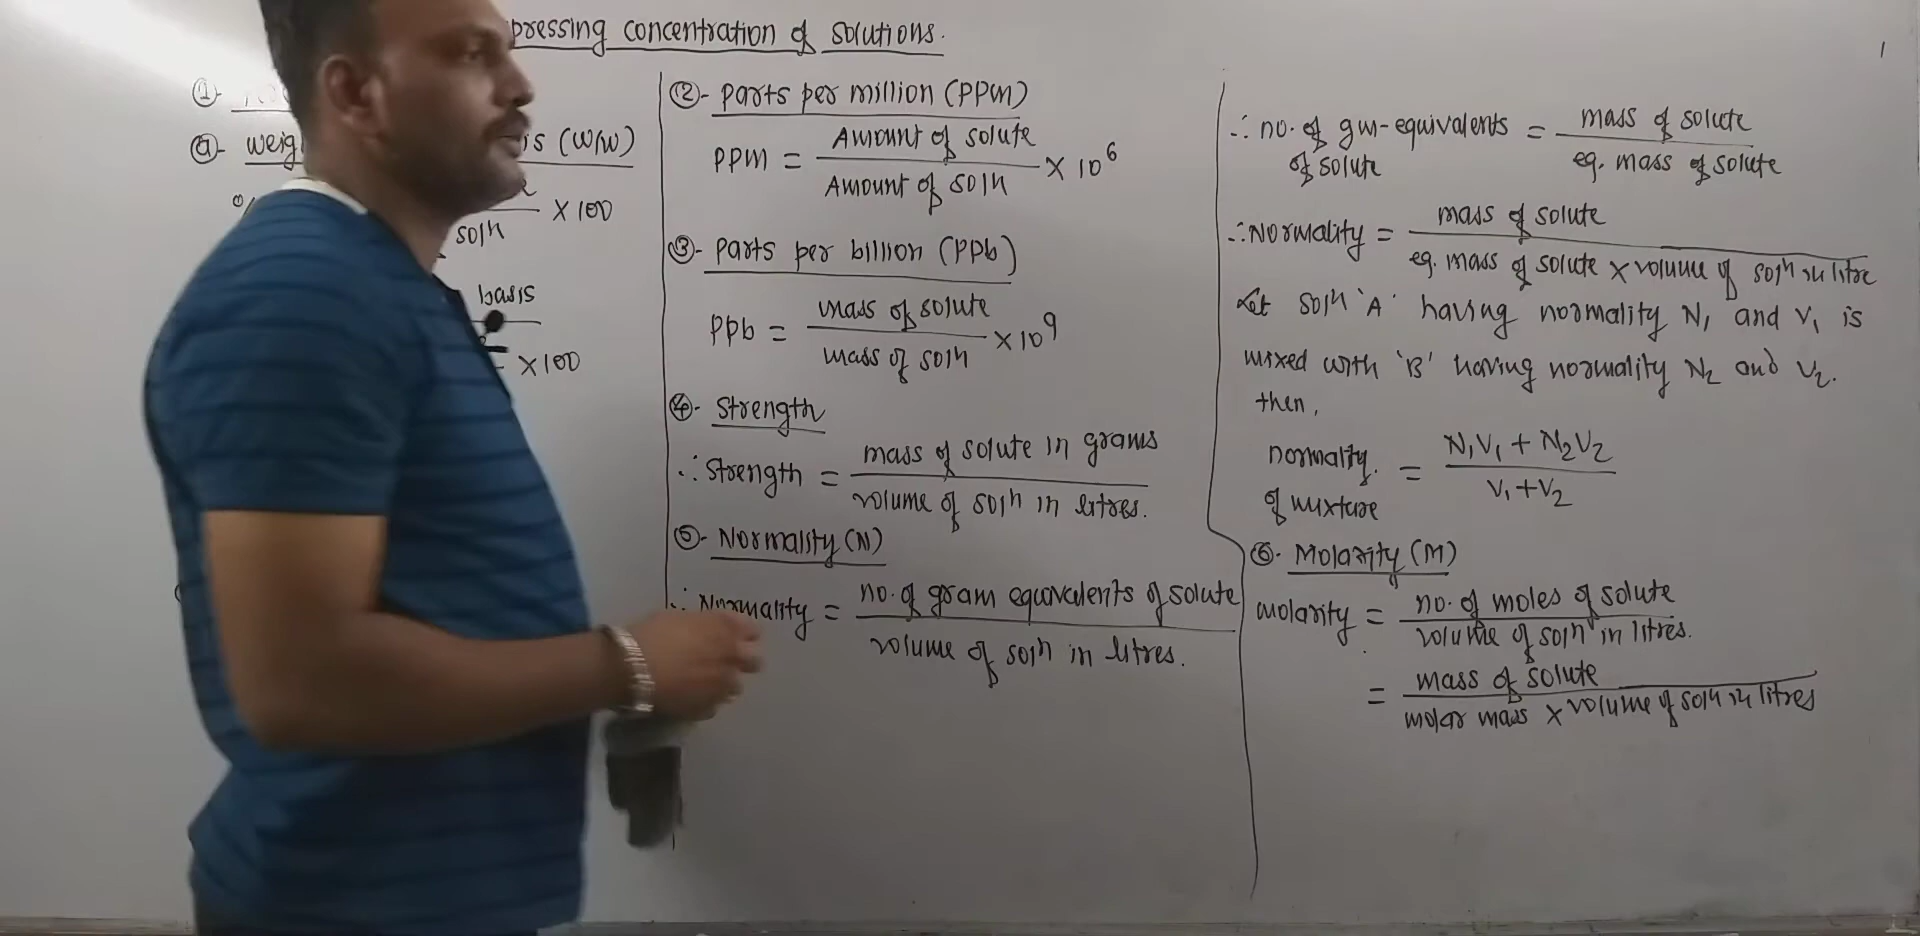 pressing concentration of solutions.
1
①-
ⓐ- weig is (w/w)
% × 100
soln
basis
× 100
②- Parts per million (PPM)
PPM = Amount of solute / Amount of soln × 10⁶
③- Parts per billion (PPb)
PPb = mass of solute / mass of soln × 10⁹
④- Strength
∴ Strength = mass of solute in grams / volume of soln in litres.
⑤- Normality (N)
∴ Normality = no. of gram equivalents of solute / volume of soln in litres.
∴ no. of gm-equivalents of solute = mass of solute / eq. mass of solute
∴ Normality = mass of solute / eq. mass of solute × volume of soln in litre
Let soln 'A' having normality N₁ and V₁ is
mixed with 'B' having normality N₂ and V₂.
then,
normality of mixture = N₁V₁ + N₂V₂ / V₁+V₂
⑥- Molarity (M)
molarity = no. of moles of solute / volume of soln in litres.
= mass of solute / molar mass × volume of soln in litres